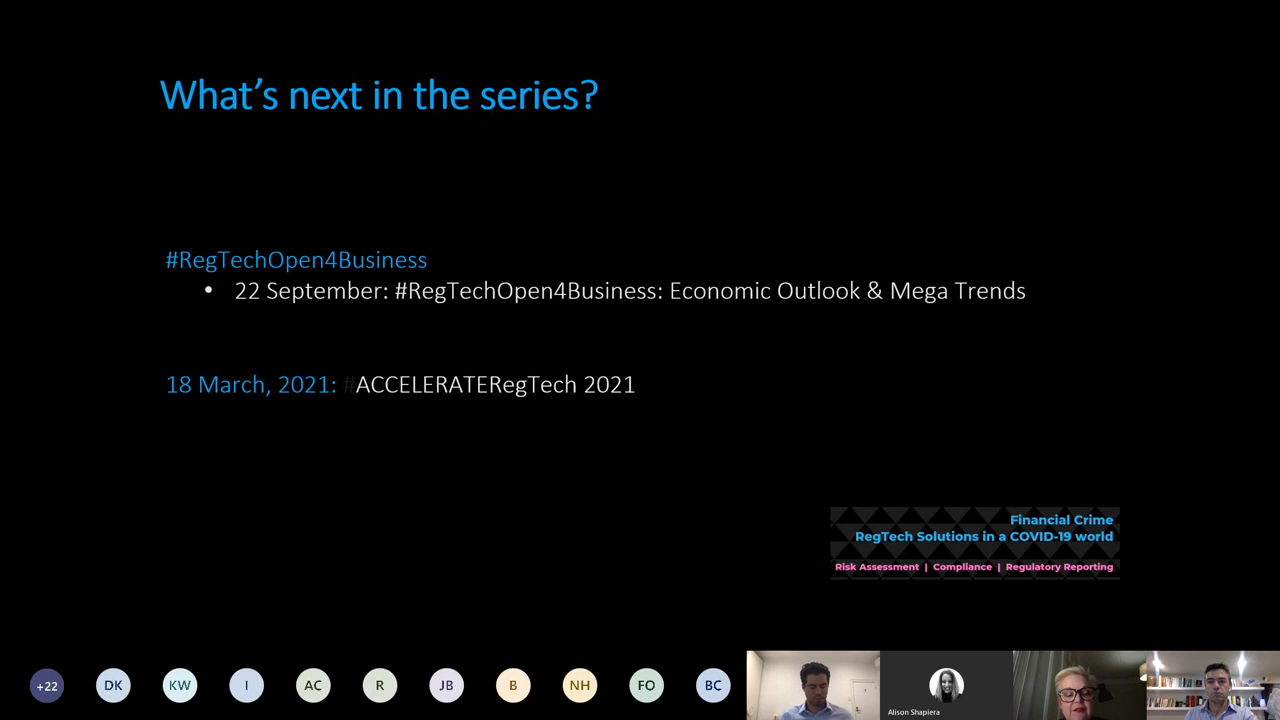 What's next in the series?
#RegTechOpen4Business
• 22 September: #RegTechOpen4Business: Economic Outlook & Mega Trends
18 March, 2021: #ACCELERATERegTech 2021
Financial Crime
RegTech Solutions in a COVID-19 world
Risk Assessment | Compliance | Regulatory Reporting
+22 DK KW I AC R JB B NH FO BC
Alison Shapiera